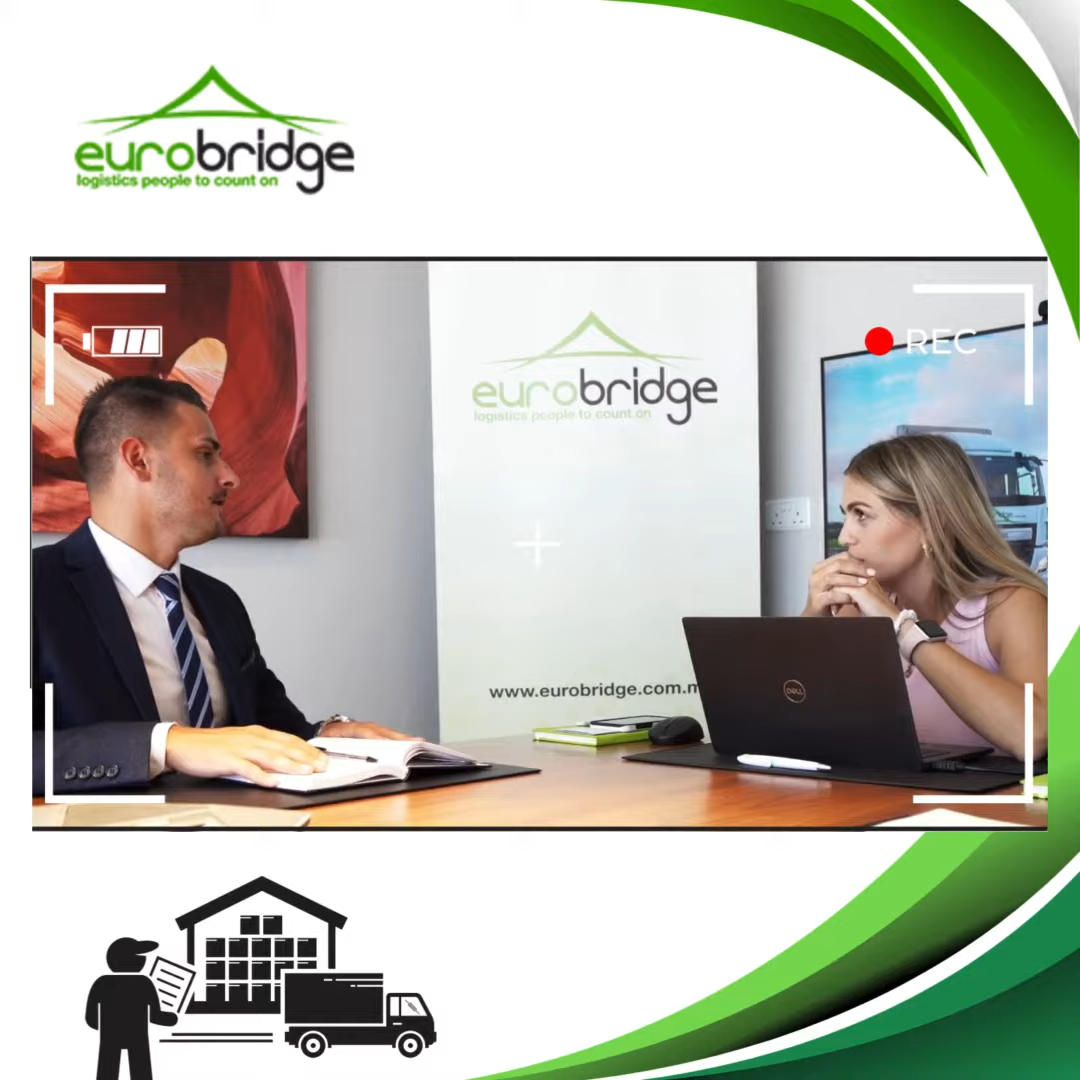 eurobridge
logistics people to count on
REC
eurobridge
logistics people to count on
www.eurobridge.com.m
DELL